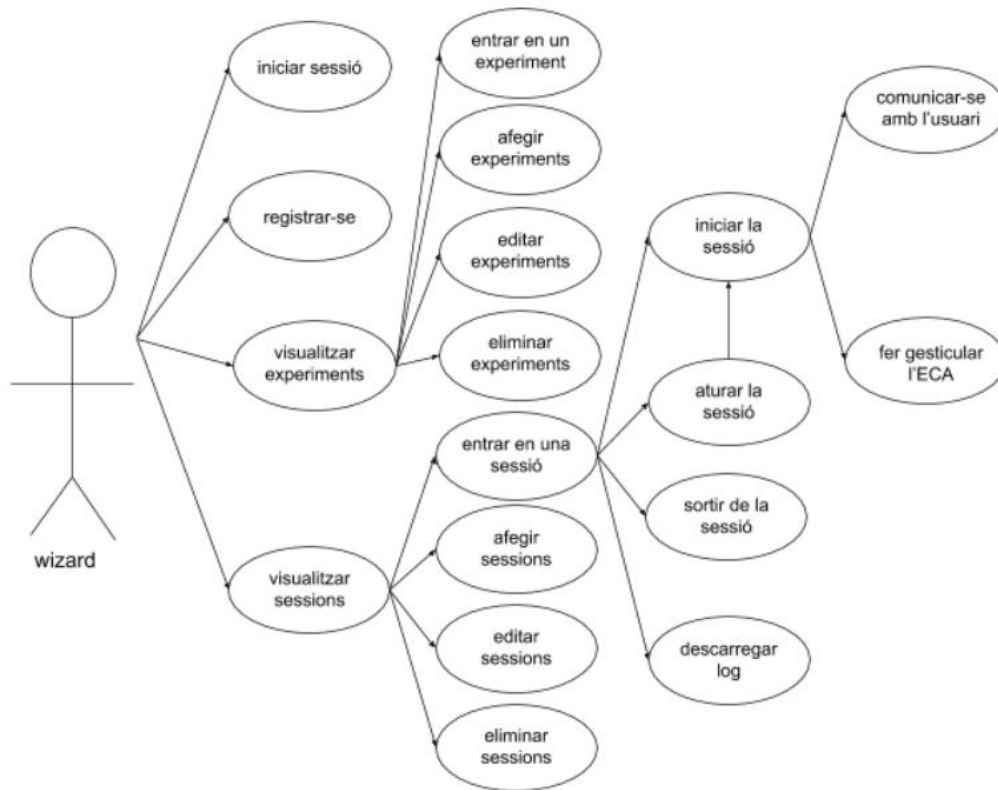 iniciar sessió
registrar-se
visualitzar
experiments
visualitzar
sessions
wizard
entrar en un
experiment
afegir
experiments
editar
experiments
eliminar
experiments
entrar en una
sessió
afegir
sessions
editar
sessions
eliminar
sessions
iniciar la
sessió
aturar la
sessió
sortir de la
sessió
descarregar
log
comunicar-se
amb l'usuari
fer gesticular
l'ECA